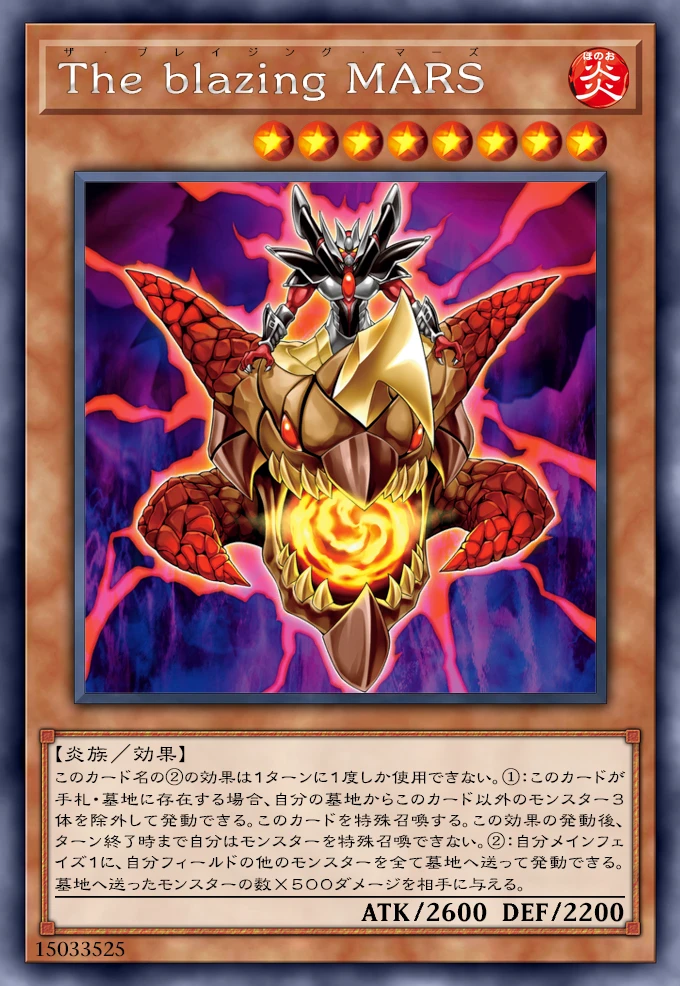 ザ・ブレイジング・マーズ
The blazing MARS
ほのお
炎
【炎族／効果】
このカード名の②の効果は1ターンに1度しか使用できない。①:このカードが
手札・墓地に存在する場合、自分の墓地からこのカード以外のモンスター3
体を除外して発動できる。このカードを特殊召喚する。この効果の発動後、
ターン終了時まで自分はモンスターを特殊召喚できない。②:自分メインフェ
イズ1に、自分フィールドの他のモンスターを全て墓地へ送って発動できる。
墓地へ送ったモンスターの数×500ダメージを相手に与える。
ATK/2600 DEF/2200
15033525